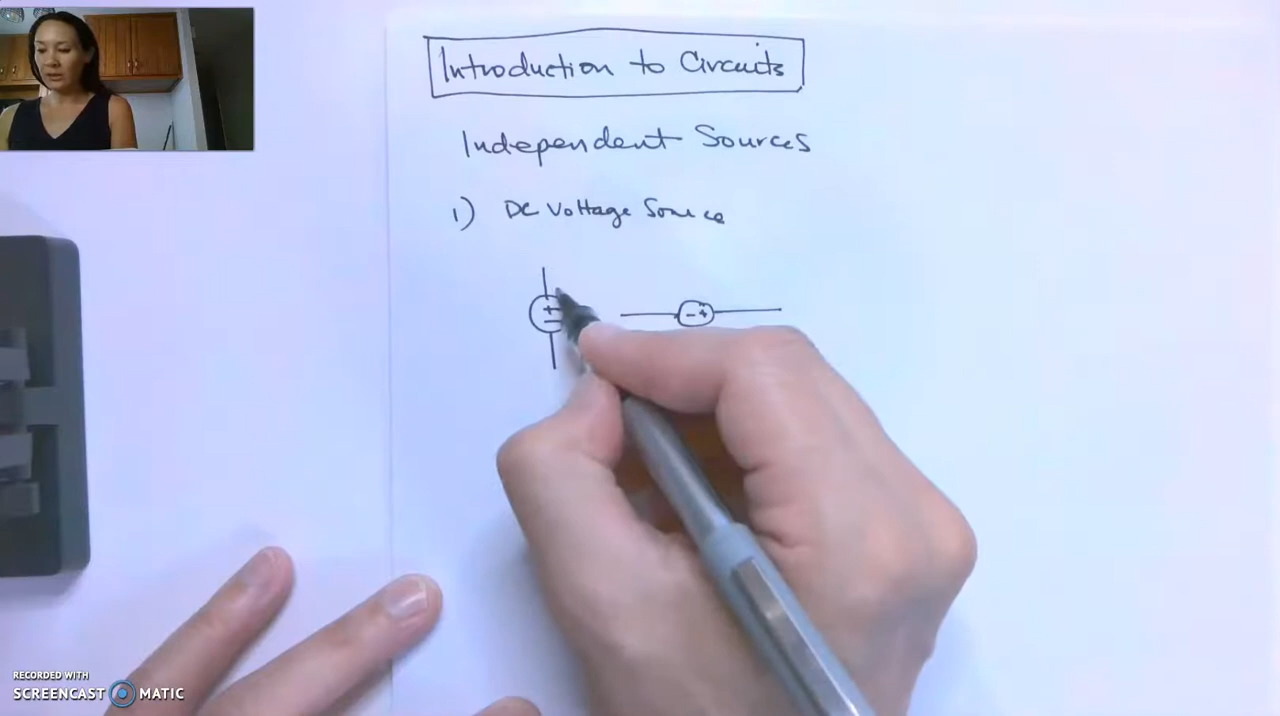 Introduction to Circuits
Independent Sources
1) DC Voltage Source
+
−
- +
RECORDED WITH
SCREENCAST MATIC